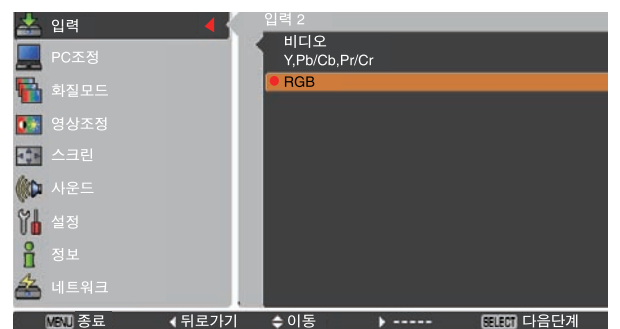 입력
PC조정
화질모드
영상조정
스크린
사운드
설정
정보
네트워크
입력 2
비디오
Y,Pb/Cb,Pr/Cr
RGB
MENU 종료 뒤로가기 이동 ----- SELECT 다음단계